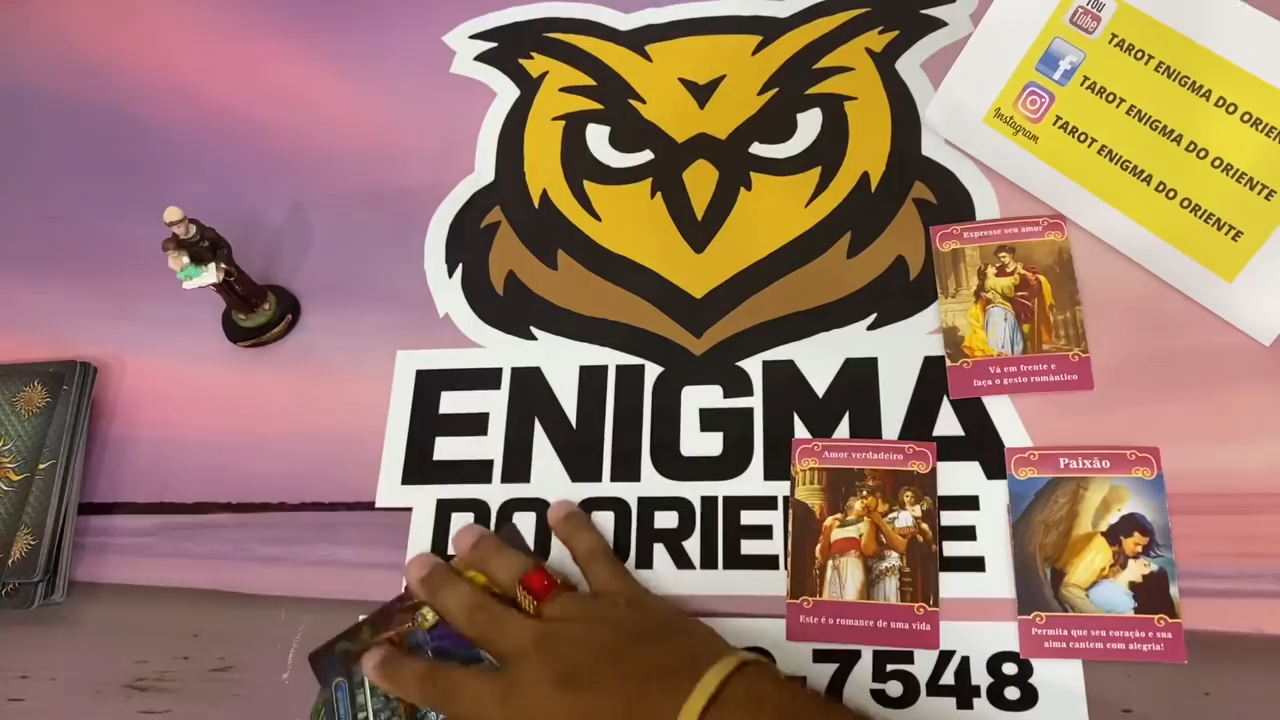 You
Tube
TAROT ENIGMA DO ORIEN
TAROT ENIGMA DO ORIENTE
Instagram
TAROT ENIGMA DO ORIENTE
Expresse seu amor
Vá em frente e
faça o gesto romântico
ENIGMA
DO ORIE E
Amor verdadeiro
Este é o romance de uma vida
Paixão
Permita que seu coração e sua
alma cantem com alegria!
-7548